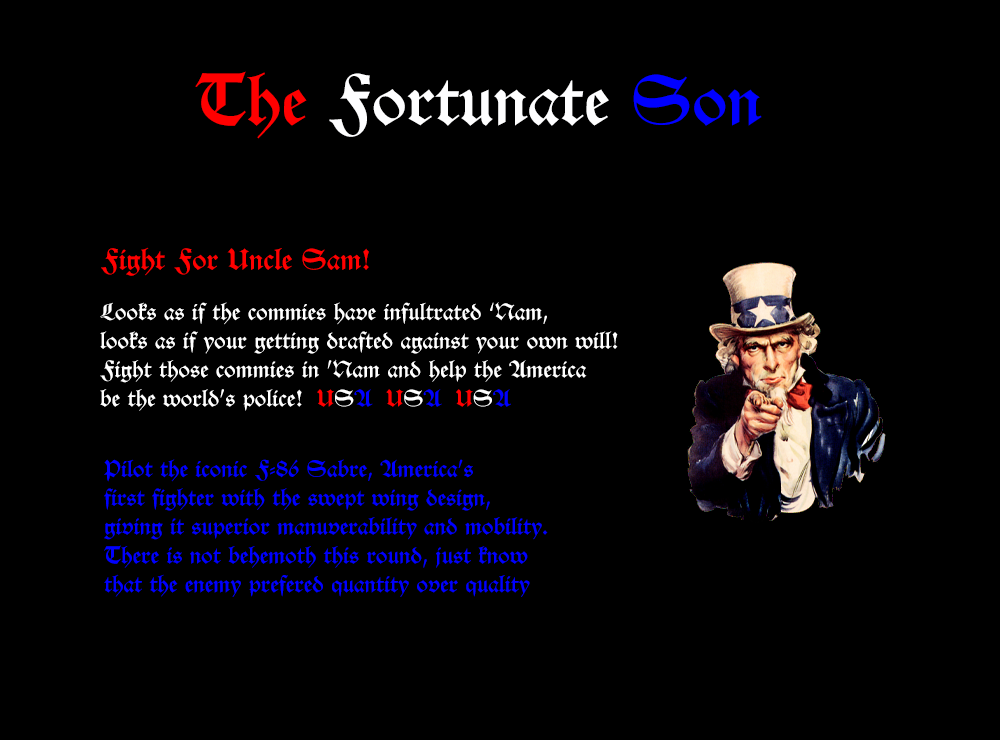 The Fortunate Son
Fight For Uncle Sam!
Looks as if the commies have infultrated 'Nam,
looks as if your getting drafted against your own will!
Fight those commies in 'Nam and help the America
be the world's police! USA USA USA
Pilot the iconic F-86 Sabre, America's
first fighter with the swept wing design,
giving it superior manuverability and mobility.
There is not behemoth this round, just know
that the enemy prefered quantity over quality